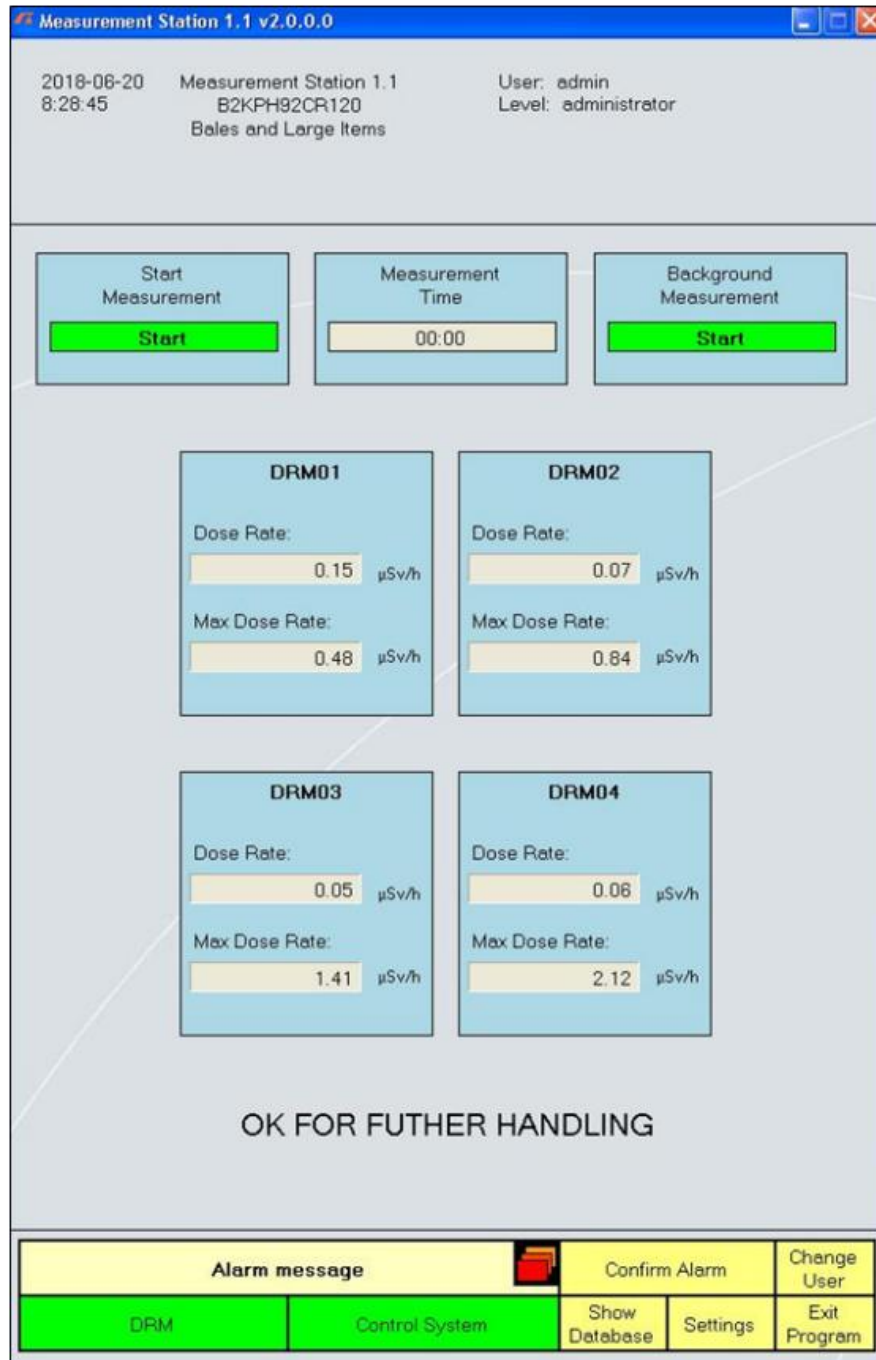 Measurement Station 1.1 v2.0.0.0
2018-06-20
8:28:45
Measurement Station 1.1
B2KPH92CR120
Bales and Large Items
User: admin
Level: administrator
Start
Measurement
Start
Measurement
Time
00:00
Background
Measurement
Start
DRM01
Dose Rate:
0.15 µSv/h
Max Dose Rate:
0.48 µSv/h
DRM02
Dose Rate:
0.07 µSv/h
Max Dose Rate:
0.84 µSv/h
DRM03
Dose Rate:
0.05 µSv/h
Max Dose Rate:
1.41 µSv/h
DRM04
Dose Rate:
0.06 µSv/h
Max Dose Rate:
2.12 µSv/h
OK FOR FUTHER HANDLING
Alarm message
Confirm Alarm
Change
User
DRM
Control System
Show
Database
Settings
Exit
Program